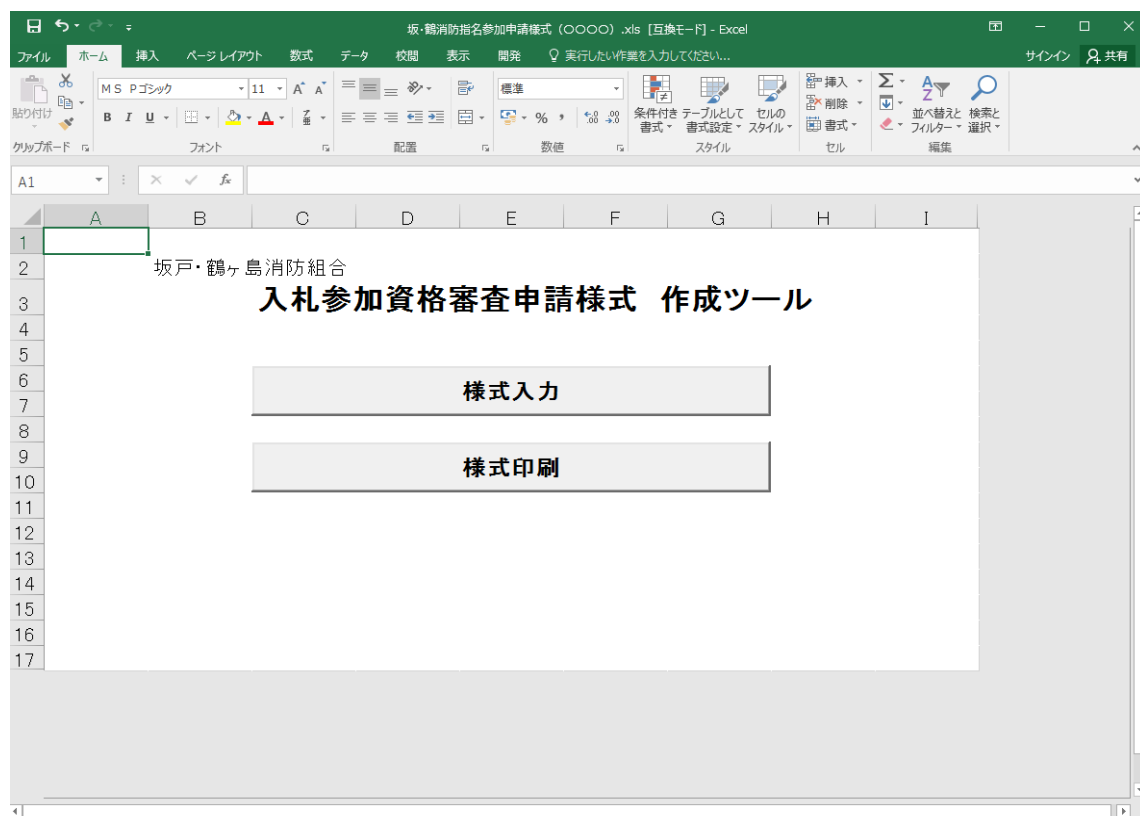 坂・鶴消防指名参加申請様式（〇〇〇〇）.xls [互換モード] - Excel
ファイル ホーム 挿入 ページ レイアウト 数式 データ 校閲 表示 開発 実行したい作業を入力してください... サインイン 共有
貼り付け
ＭＳ Ｐゴシック 11
標準
条件付き書式 テーブルとして書式設定 セルのスタイル
挿入
削除
書式
並べ替えとフィルター 検索と選択
クリップボード フォント 配置 数値 スタイル セル 編集
A1 fx
A B C D E F G H I
1
2 坂戸・鶴ヶ島消防組合
3 入札参加資格審査申請様式 作成ツール
4
5
6 様式入力
7
8
9 様式印刷
10
11
12
13
14
15
16
17